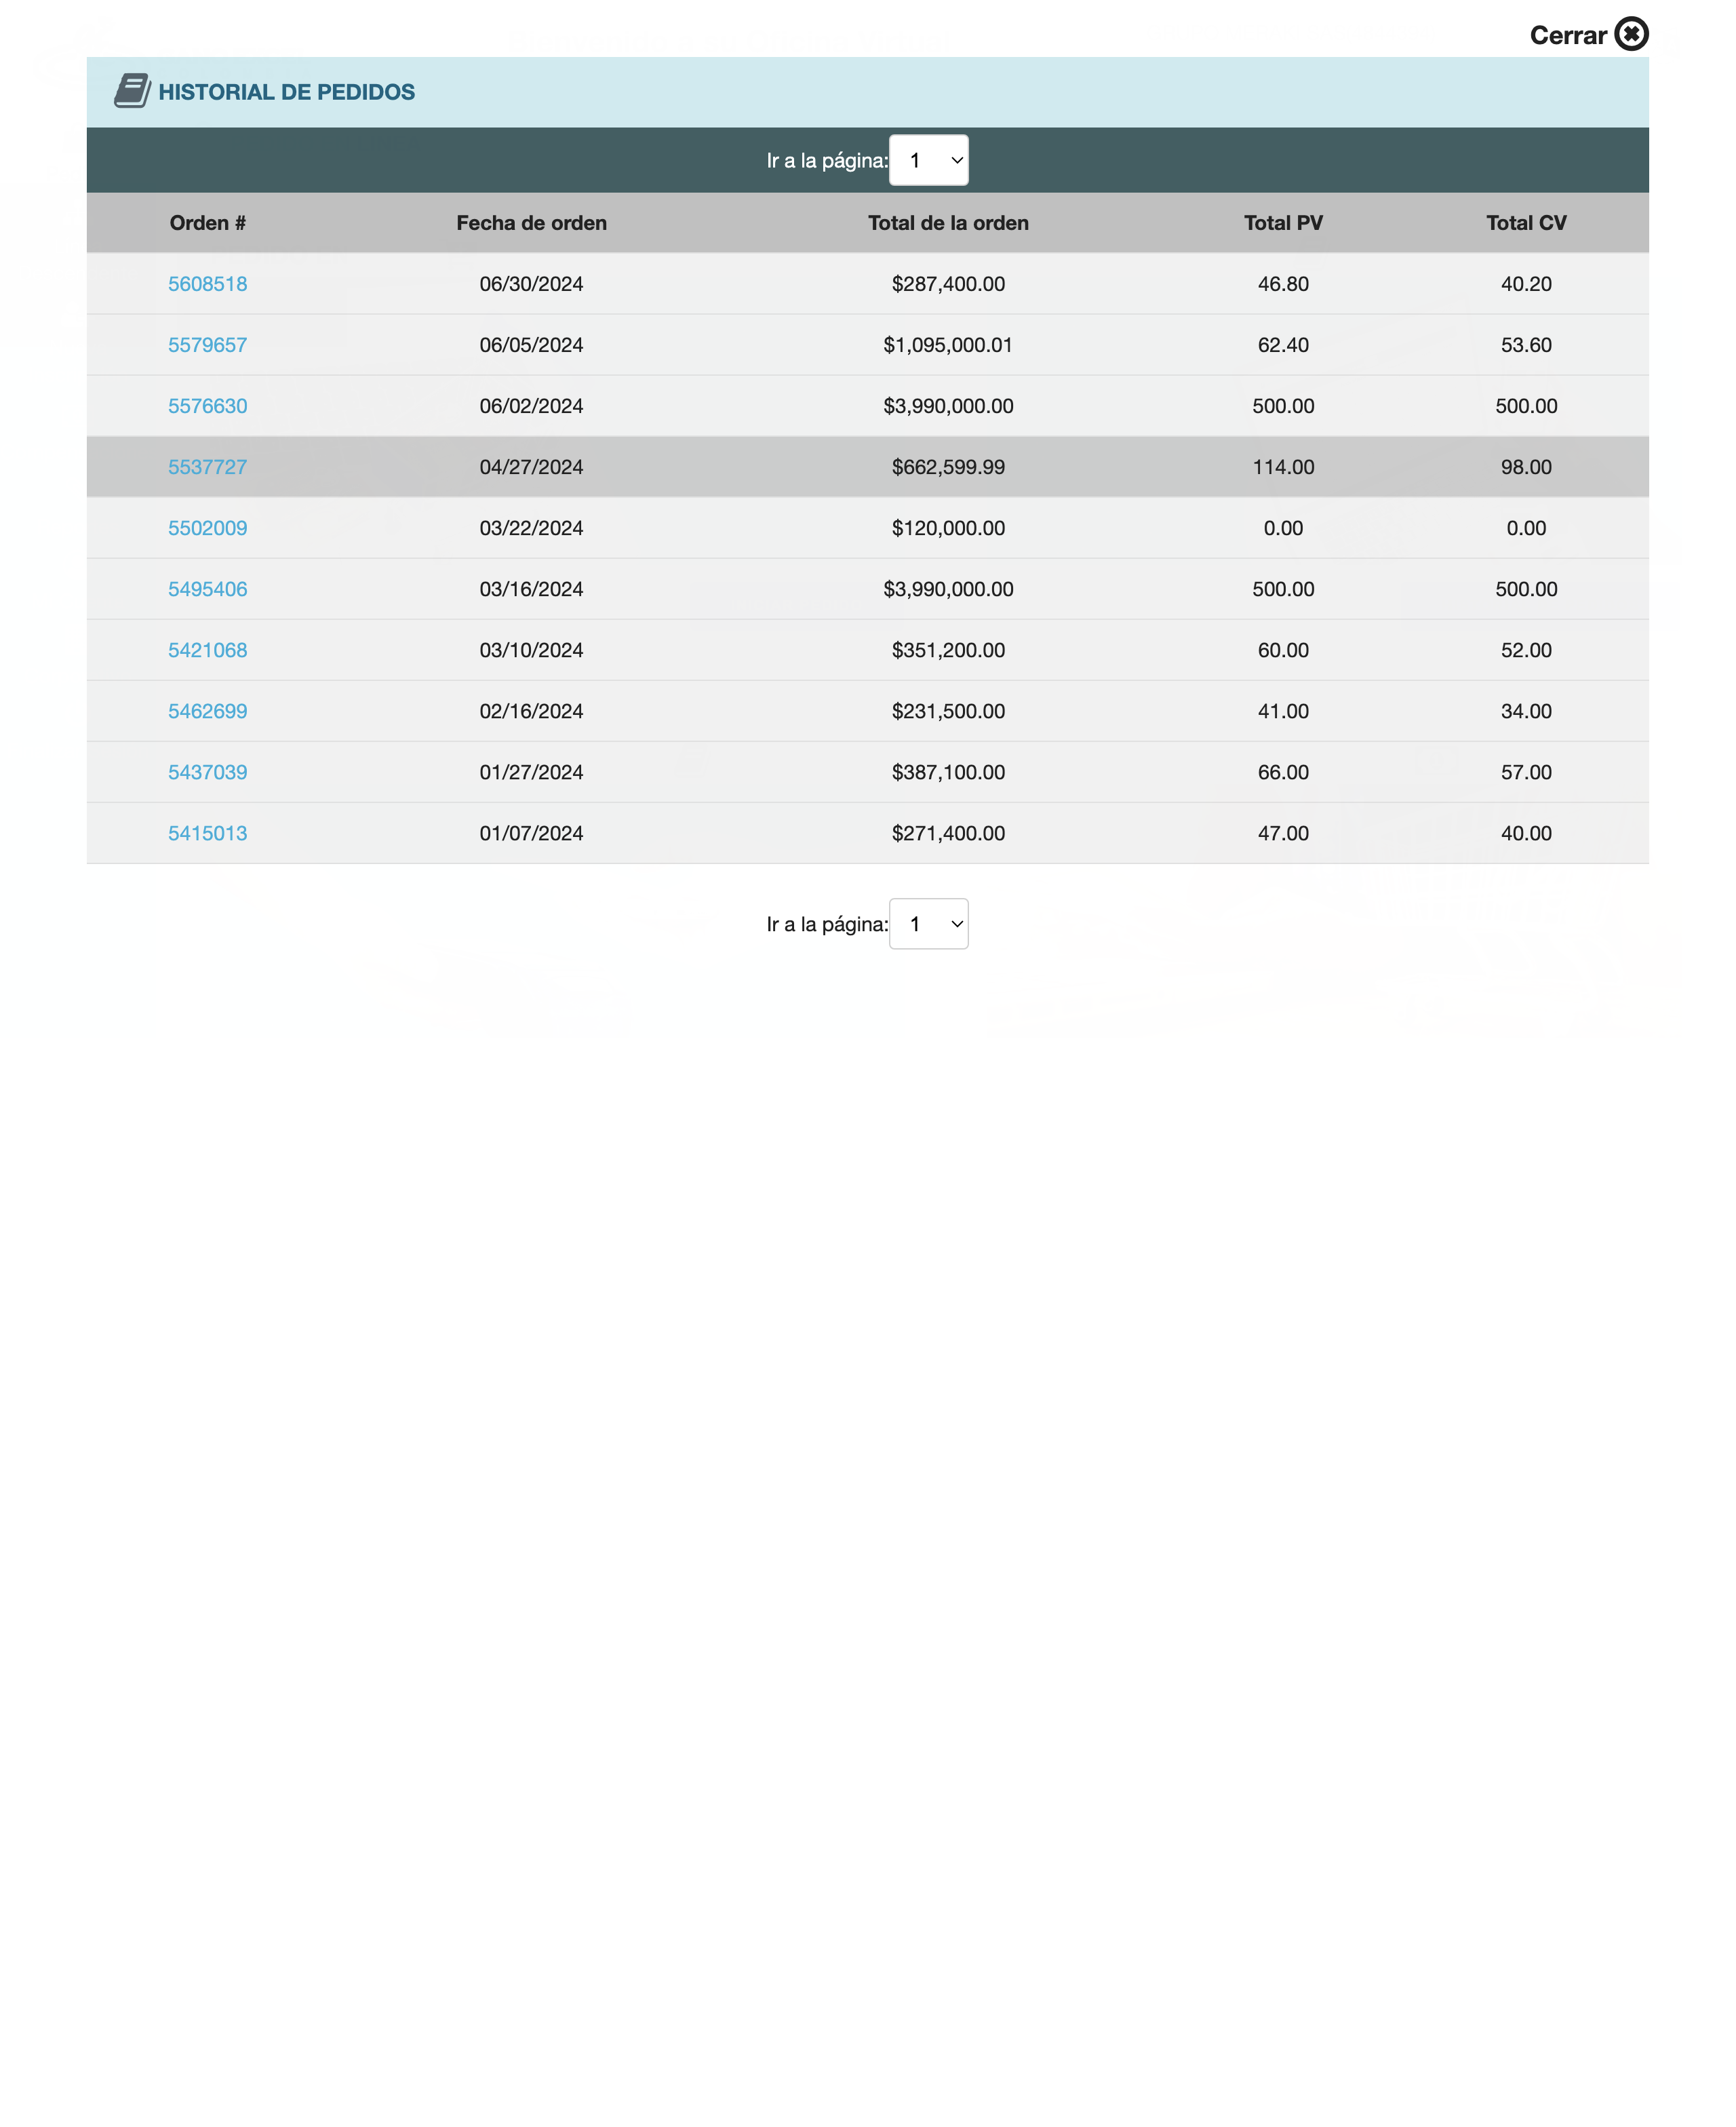 Cerrar
HISTORIAL DE PEDIDOS
Ir a la página: 1
Orden # Fecha de orden Total de la orden Total PV Total CV
5608518 06/30/2024 $287,400.00 46.80 40.20
5579657 06/05/2024 $1,095,000.01 62.40 53.60
5576630 06/02/2024 $3,990,000.00 500.00 500.00
5537727 04/27/2024 $662,599.99 114.00 98.00
5502009 03/22/2024 $120,000.00 0.00 0.00
5495406 03/16/2024 $3,990,000.00 500.00 500.00
5421068 03/10/2024 $351,200.00 60.00 52.00
5462699 02/16/2024 $231,500.00 41.00 34.00
5437039 01/27/2024 $387,100.00 66.00 57.00
5415013 01/07/2024 $271,400.00 47.00 40.00
Ir a la página: 1